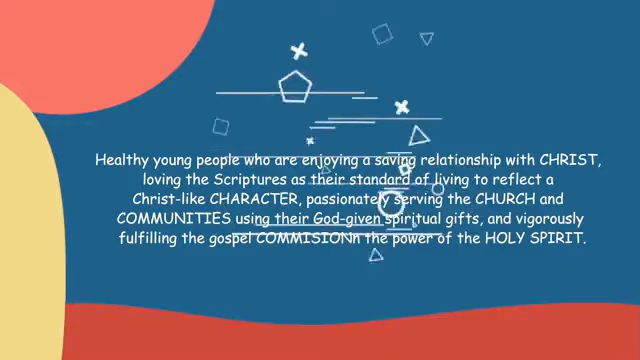 Healthy young people who are enjoying a saving relationship with CHRIST,
loving the Scriptures as their standard of living to reflect a
Christ-like CHARACTER, passionately serving the CHURCH and
COMMUNITIES using their God-given spiritual gifts, and vigorously
fulfilling the gospel COMMISIONn the power of the HOLY SPIRIT.